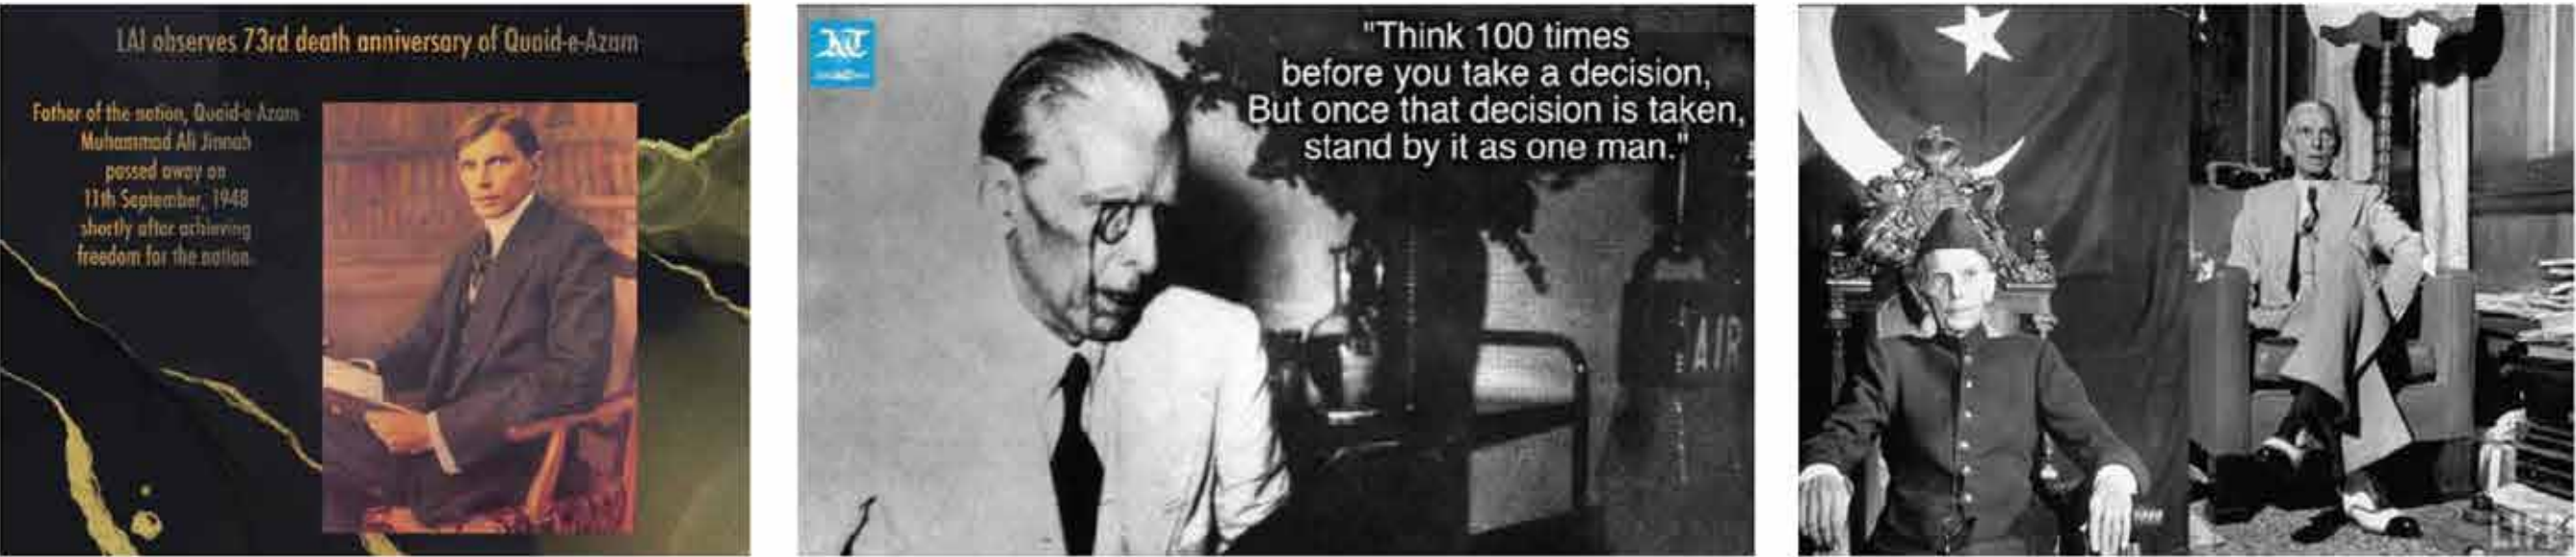 LAI observes 73rd death anniversary of Quaid-e-Azam
Father of the nation, Quaid-e-Azam
Muhammad Ali Jinnah
passed away on
11th September, 1948
shortly after achieving
freedom for the nation.
"Think 100 times
before you take a decision,
But once that decision is taken,
stand by it as one man."
AIR